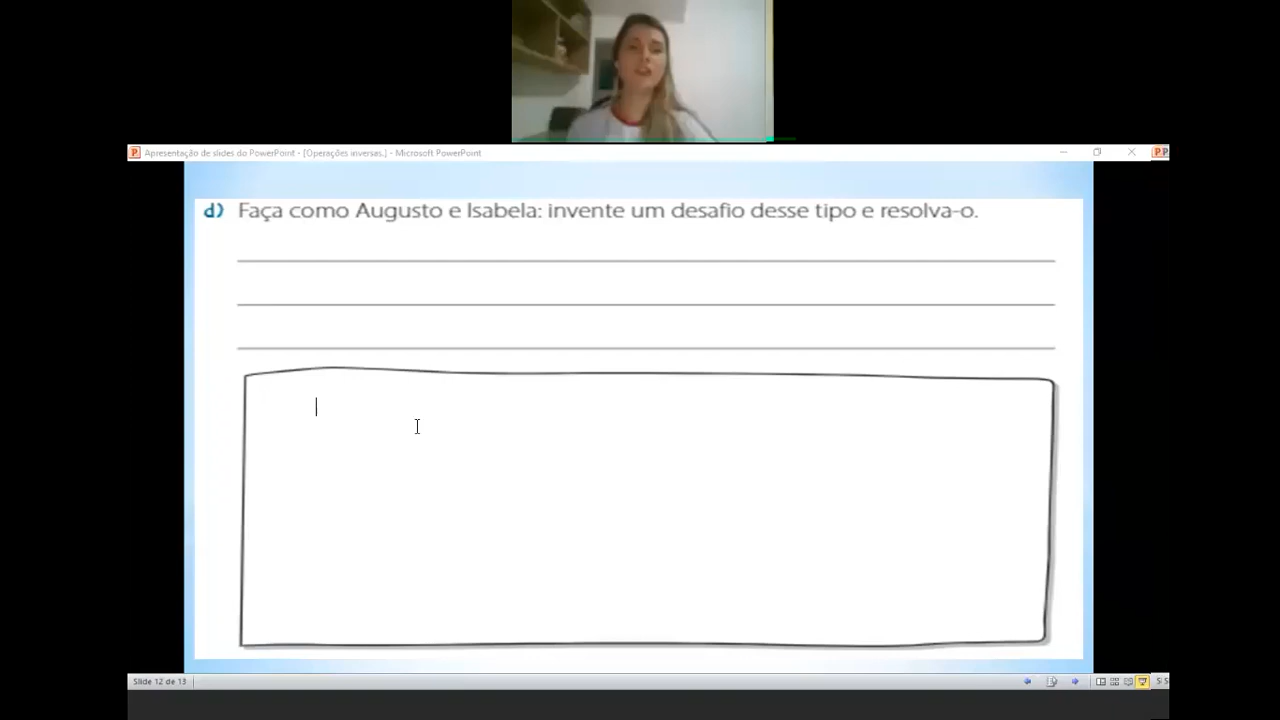 Apresentação de slides do PowerPoint - [Operações inversas.] - Microsoft PowerPoint
d) Faça como Augusto e Isabela: invente um desafio desse tipo e resolva-o.
Slide 12 de 13